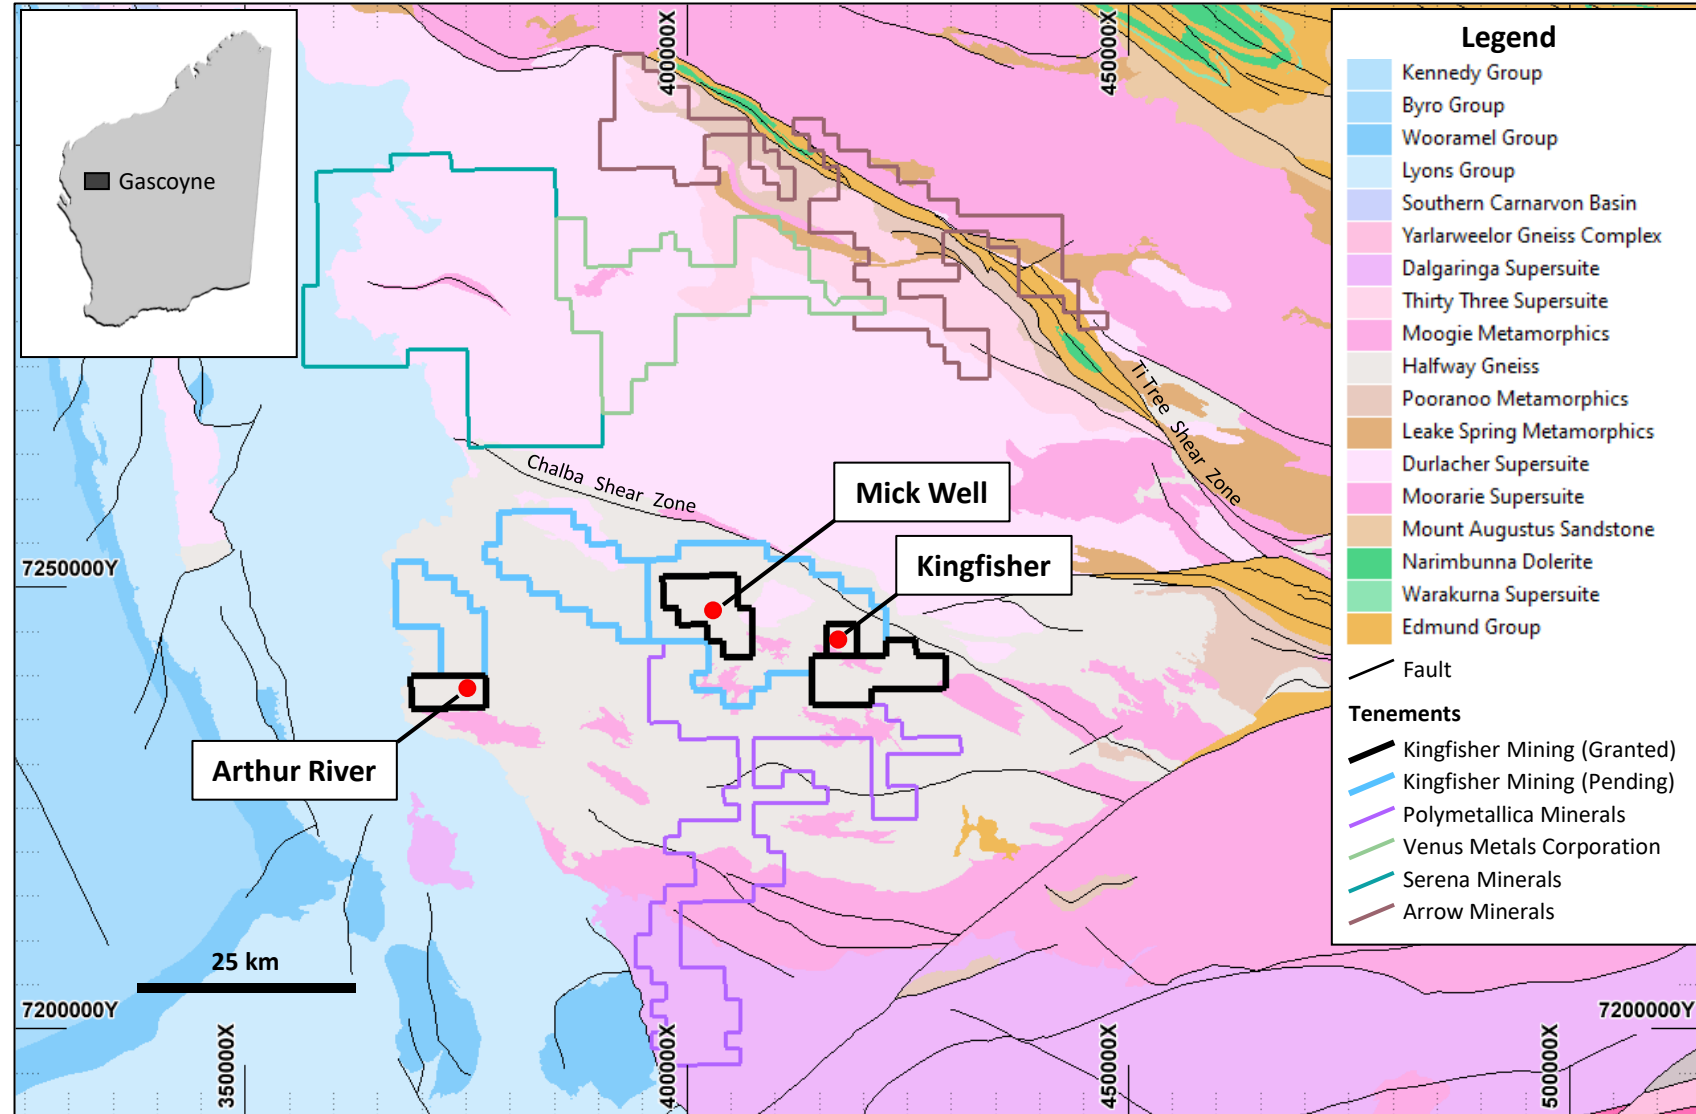 Gascoyne
400000X
450000X
Legend
Kennedy Group
Byro Group
Wooramel Group
Lyons Group
Southern Carnarvon Basin
Yarlarweelor Gneiss Complex
Dalgaringa Supersuite
Thirty Three Supersuite
Moogie Metamorphics
Halfway Gneiss
Pooranoo Metamorphics
Leake Spring Metamorphics
Durlacher Supersuite
Moorarie Supersuite
Mount Augustus Sandstone
Narimbunna Dolerite
Warakurna Supersuite
Edmund Group
Fault
Tenements
Kingfisher Mining (Granted)
Kingfisher Mining (Pending)
Polymetallica Minerals
Venus Metals Corporation
Serena Minerals
Arrow Minerals
Ti Tree Shear Zone
Chalba Shear Zone
Mick Well
Kingfisher
7250000Y
Arthur River
25 km
7200000Y
7200000Y
350000X
400000X
450000X
500000X